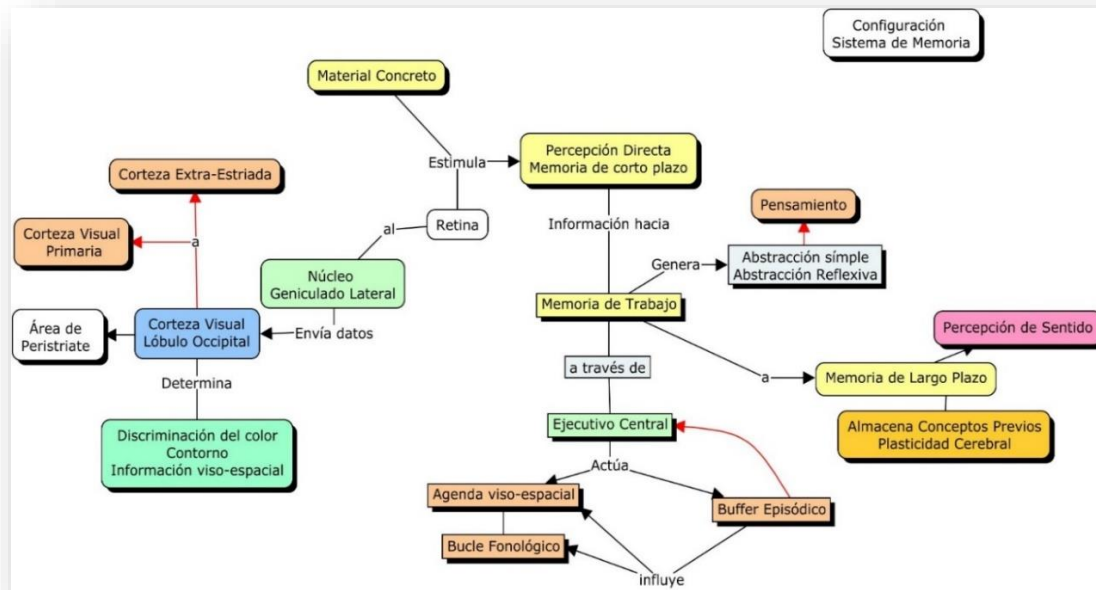 Configuración
Sistema de Memoria
Material Concreto
Estimula
Percepción Directa
Memoria de corto plazo
Corteza Extra-Estriada
Pensamiento
Retina
Información hacia
al
a
Corteza Visual
Primaria
Genera
Abstracción símple
Abstracción Reflexiva
Núcleo
Geniculado Lateral
Memoria de Trabajo
Área de
Peristriate
Corteza Visual
Lóbulo Occipital
Envía datos
Percepción de Sentido
a través de
a
Memoria de Largo Plazo
Determina
Ejecutivo Central
Almacena Conceptos Previos
Plasticidad Cerebral
Discriminación del color
Contorno
Información viso-espacial
Actúa
Agenda viso-espacial
Buffer Episódico
Bucle Fonológico
influye